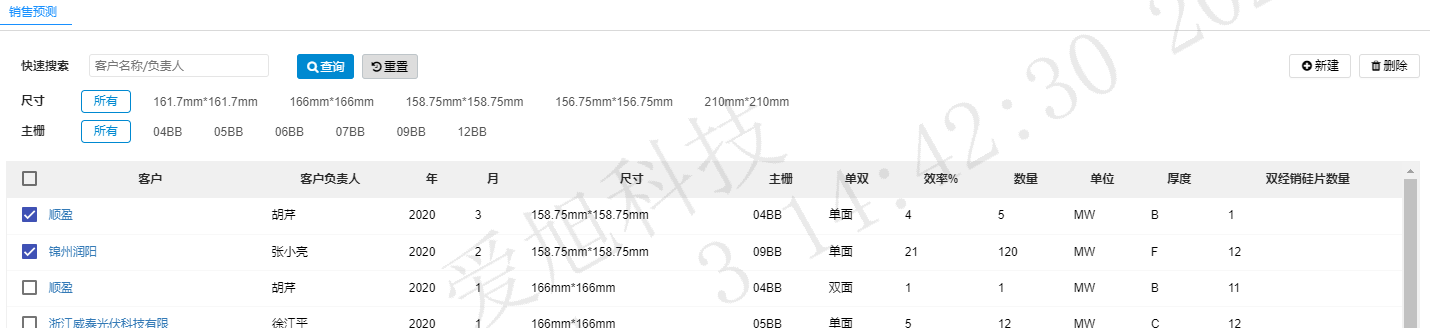 销售预测
快速搜索 客户名称/负责人 查询 重置 新建 删除
尺寸 所有 161.7mm*161.7mm 166mm*166mm 158.75mm*158.75mm 156.75mm*156.75mm 210mm*210mm
主栅 所有 04BB 05BB 06BB 07BB 09BB 12BB
客户 客户负责人 年 月 尺寸 主栅 单双 效率% 数量 单位 厚度 双经销硅片数量
顺盈 胡芹 2020 3 158.75mm*158.75mm 04BB 单面 4 5 MW B 1
锦州润阳 张小亮 2020 2 158.75mm*158.75mm 09BB 单面 21 120 MW F 12
顺盈 胡芹 2020 1 166mm*166mm 04BB 双面 1 1 MW B 11
浙江威泰光伏科技有限 徐江平 2020 1 166mm*166mm 05BB 单面 5 12 MW C 12
爱旭科技
3 14:42:30